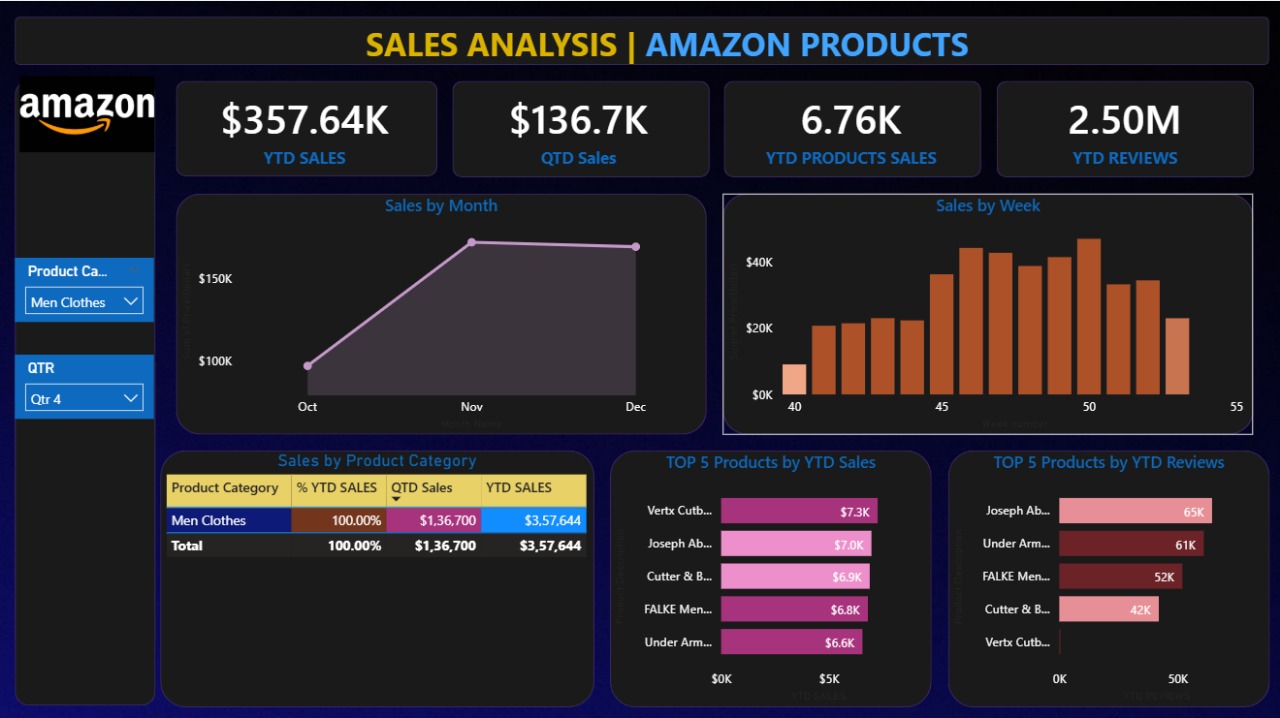 SALES ANALYSIS | AMAZON PRODUCTS
amazon
$357.64K
YTD SALES
$136.7K
QTD Sales
6.76K
YTD PRODUCTS SALES
2.50M
YTD REVIEWS
Product Ca...
Men Clothes
QTR
Qtr 4
Sales by Month
$150K
$100K
Oct Nov Dec
Sales by Week
$40K
$20K
$0K
40 45 50 55
Sales by Product Category
Product Category % YTD SALES QTD Sales YTD SALES
Men Clothes 100.00% $1,36,700 $3,57,644
Total 100.00% $1,36,700 $3,57,644
TOP 5 Products by YTD Sales
Vertx Cutb... $7.3K
Joseph Ab... $7.0K
Cutter & B... $6.9K
FALKE Men... $6.8K
Under Arm... $6.6K
$0K $5K
YTD SALES
TOP 5 Products by YTD Reviews
Joseph Ab... 65K
Under Arm... 61K
FALKE Men... 52K
Cutter & B... 42K
Vertx Cutb...
0K 50K
YTD REVIEWS